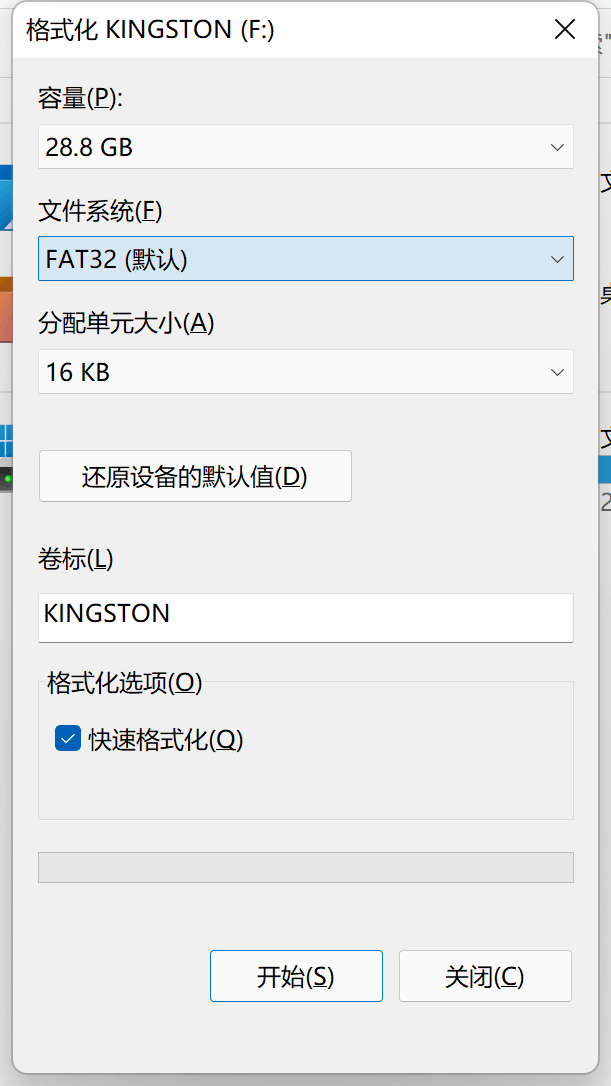 格式化 KINGSTON (F:)
容量(P):
28.8 GB
文件系统(F)
FAT32 (默认)
分配单元大小(A)
16 KB
还原设备的默认值(D)
卷标(L)
KINGSTON
格式化选项(O)
快速格式化(Q)
开始(S)
关闭(C)